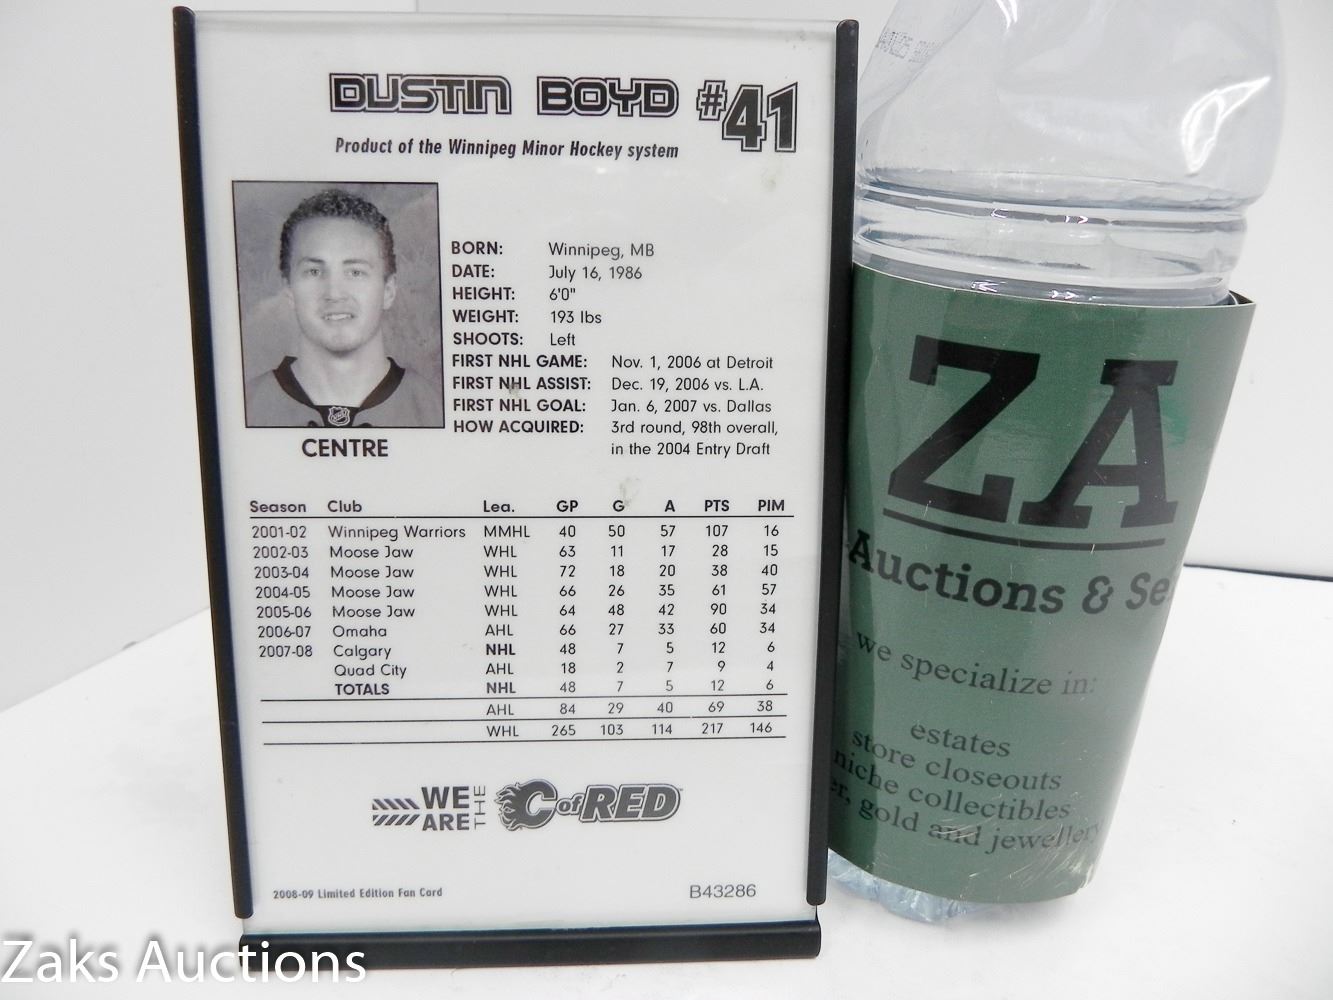 DUSTIN BOYD #41
Product of the Winnipeg Minor Hockey system
BORN: Winnipeg, MB
DATE: July 16, 1986
HEIGHT: 6'0"
WEIGHT: 193 lbs
SHOOTS: Left
FIRST NHL GAME: Nov. 1, 2006 at Detroit
FIRST NHL ASSIST: Dec. 19, 2006 vs. L.A.
FIRST NHL GOAL: Jan. 6, 2007 vs. Dallas
HOW ACQUIRED: 3rd round, 98th overall,
in the 2004 Entry Draft
CENTRE
Season Club Lea. GP G A PTS PIM
2001-02 Winnipeg Warriors MMHL 40 50 57 107 16
2002-03 Moose Jaw WHL 63 11 17 28 15
2003-04 Moose Jaw WHL 72 18 20 38 40
2004-05 Moose Jaw WHL 66 26 35 61 57
2005-06 Moose Jaw WHL 64 48 42 90 34
2006-07 Omaha AHL 66 27 33 60 34
2007-08 Calgary NHL 48 7 5 12 6
Quad City AHL 18 2 7 9 4
TOTALS NHL 48 7 5 12 6
AHL 84 29 40 69 38
WHL 265 103 114 217 146
WE ARE THE C of RED
2008-09 Limited Edition Fan Card B43286
ZA
Auctions & Se
we specialize in:
estates
store closeouts
niche collectibles
gold and jewellery
Zaks Auctions